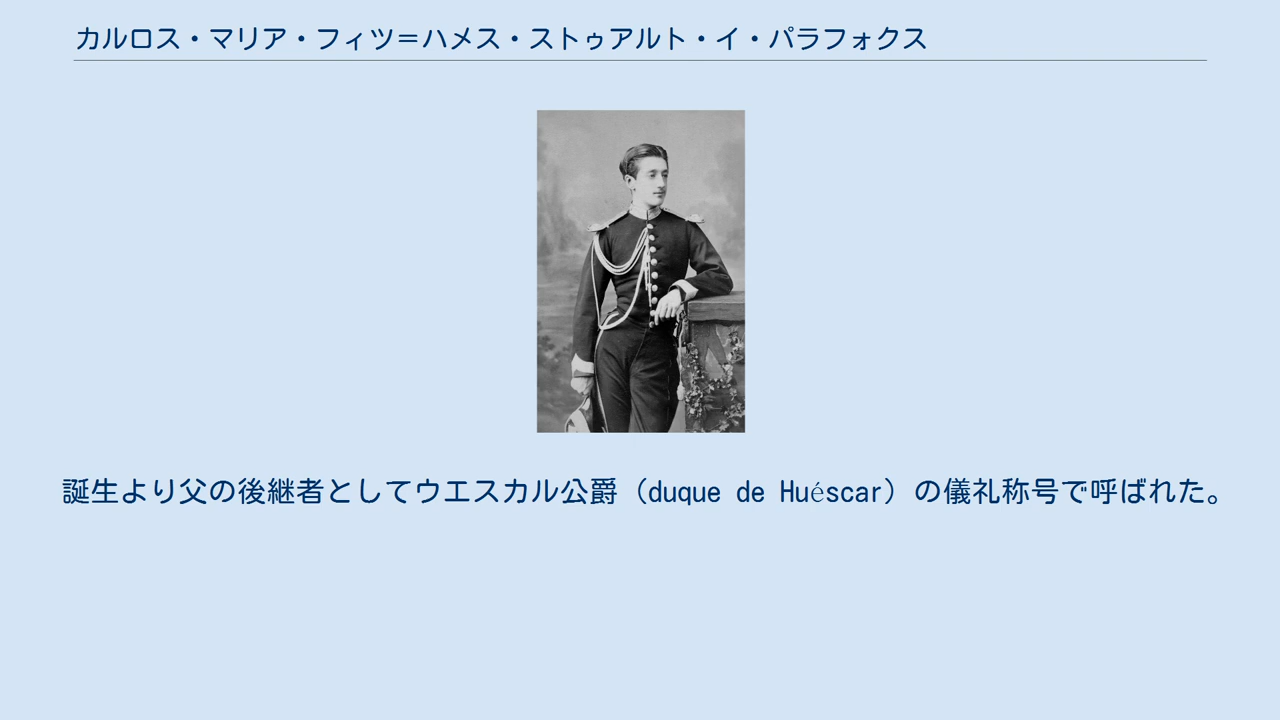 カルロス・マリア・フィツ＝ハメス・ストゥアルト・イ・パラフォクス
誕生より父の後継者としてウエスカル公爵（duque de Huéscar）の儀礼称号で呼ばれた。